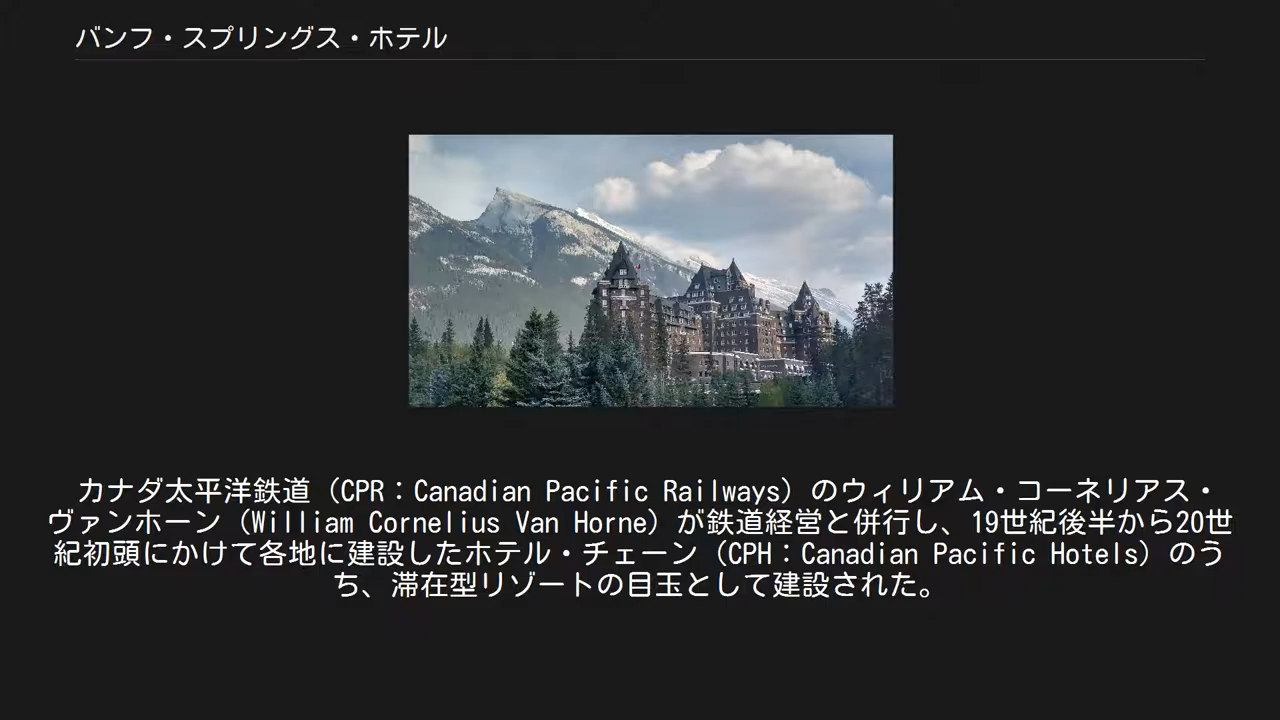 バンフ・スプリングス・ホテル
カナダ太平洋鉄道（CPR：Canadian Pacific Railways）のウィリアム・コーネリアス・
ヴァンホーン（William Cornelius Van Horne）が鉄道経営と併行し、19世紀後半から20世
紀初頭にかけて各地に建設したホテル・チェーン（CPH：Canadian Pacific Hotels）のう
ち、滞在型リゾートの目玉として建設された。